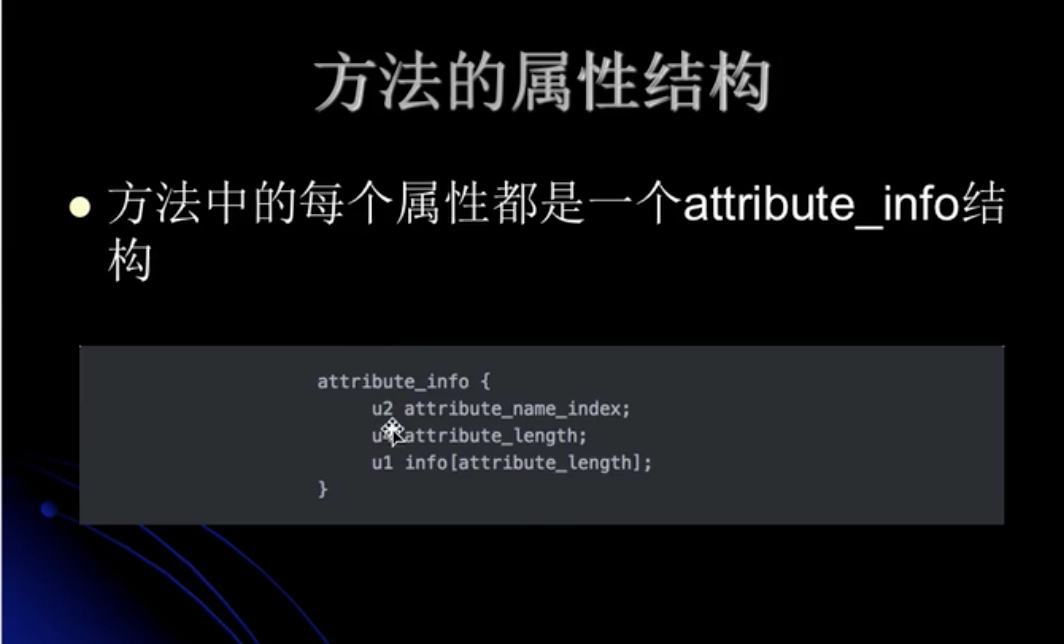 方法的属性结构
方法中的每个属性都是一个attribute_info结
构
attribute_info {
u2 attribute_name_index;
u4 attribute_length;
u1 info[attribute_length];
}